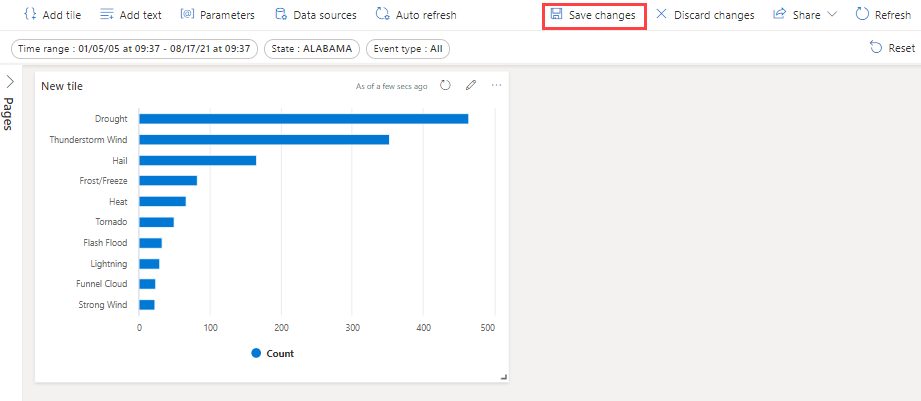 Add tile Add text Parameters Data sources Auto refresh Save changes Discard changes Share Refresh
Time range : 01/05/05 at 09:37 - 08/17/21 at 09:37 State : ALABAMA Event type : All Reset
Pages
New tile As of a few secs ago
Drought
Thunderstorm Wind
Hail
Frost/Freeze
Heat
Tornado
Flash Flood
Lightning
Funnel Cloud
Strong Wind
0 100 200 300 400 500
Count